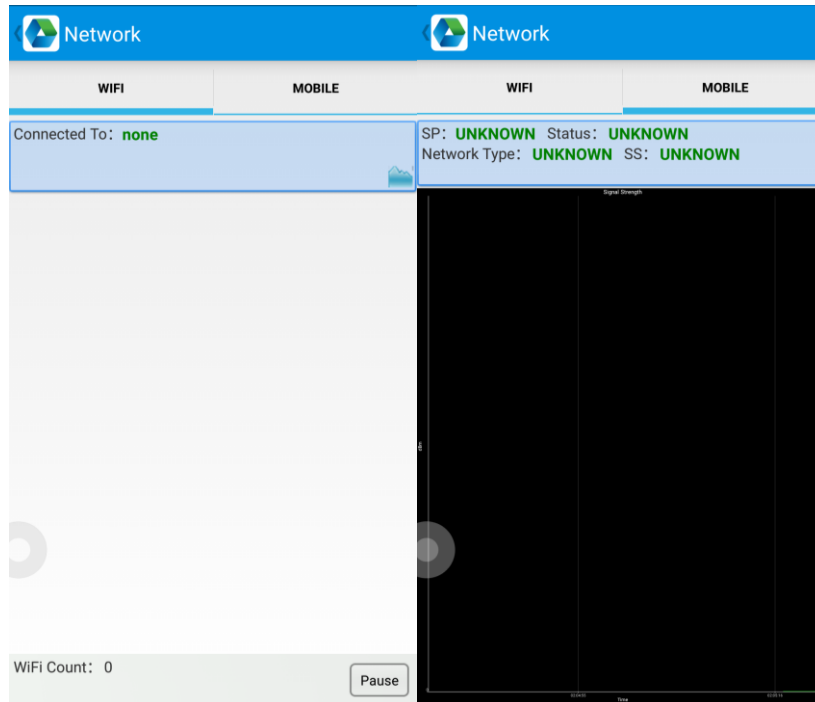 Network
WIFI MOBILE
Connected To: none
WiFi Count: 0
Pause
Network
WIFI MOBILE
SP: UNKNOWN Status: UNKNOWN
Network Type: UNKNOWN SS: UNKNOWN
Signal Strength
Time